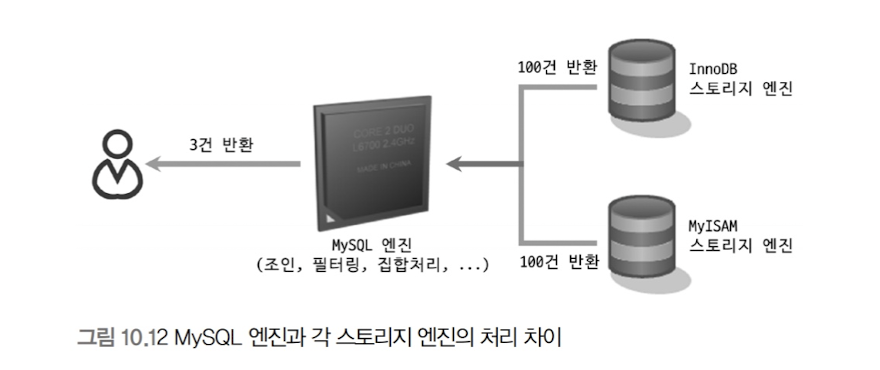 100건 반환
InnoDB
스토리지 엔진
3건 반환
CORE 2 DUO
L6700 2.4GHz
MADE IN CHINA
MySQL 엔진
(조인, 필터링, 집합처리, ...)
MyISAM
스토리지 엔진
100건 반환
그림 10.12 MySQL 엔진과 각 스토리지 엔진의 처리 차이